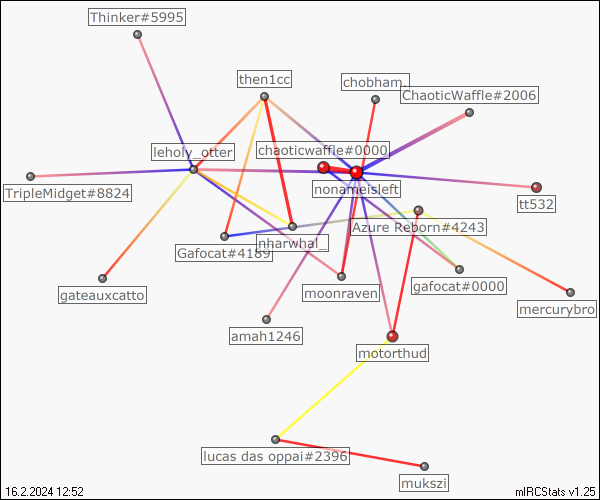 Thinker#5995
then1cc
chobham.
ChaoticWaffle#2006
leholy_otter
chaoticwaffle#0000
TripleMidget#8824
nonameisleft
tt532
Azure Reborn#4243
nharwhal_
Gafocat#4189
gateauxcatto
moonraven
gafocat#0000
mercurybro
amah1246
motorthud
lucas das oppai#2396
mukszi
16.2.2024 12:52
mIRCStats v1.25